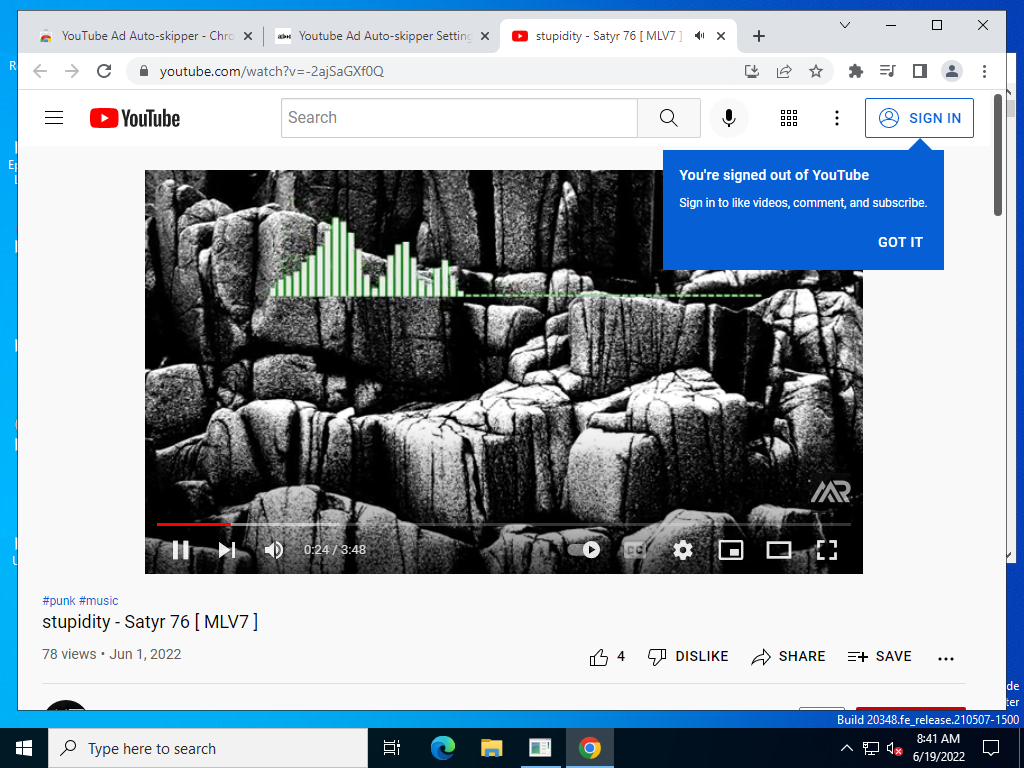 YouTube Ad Auto-skipper - Chro
Youtube Ad Auto-skipper Setting
stupidity - Satyr 76 [ MLV7 ]
youtube.com/watch?v=-2ajSaGXf0Q
YouTube
Search
SIGN IN
You're signed out of YouTube
Sign in to like videos, comment, and subscribe.
GOT IT
MR
0:24 / 3:48
CC
#punk #music
stupidity - Satyr 76 [ MLV7 ]
78 views • Jun 1, 2022
4
DISLIKE
SHARE
SAVE
Build 20348.fe_release.210507-1500
Type here to search
8:41 AM
6/19/2022